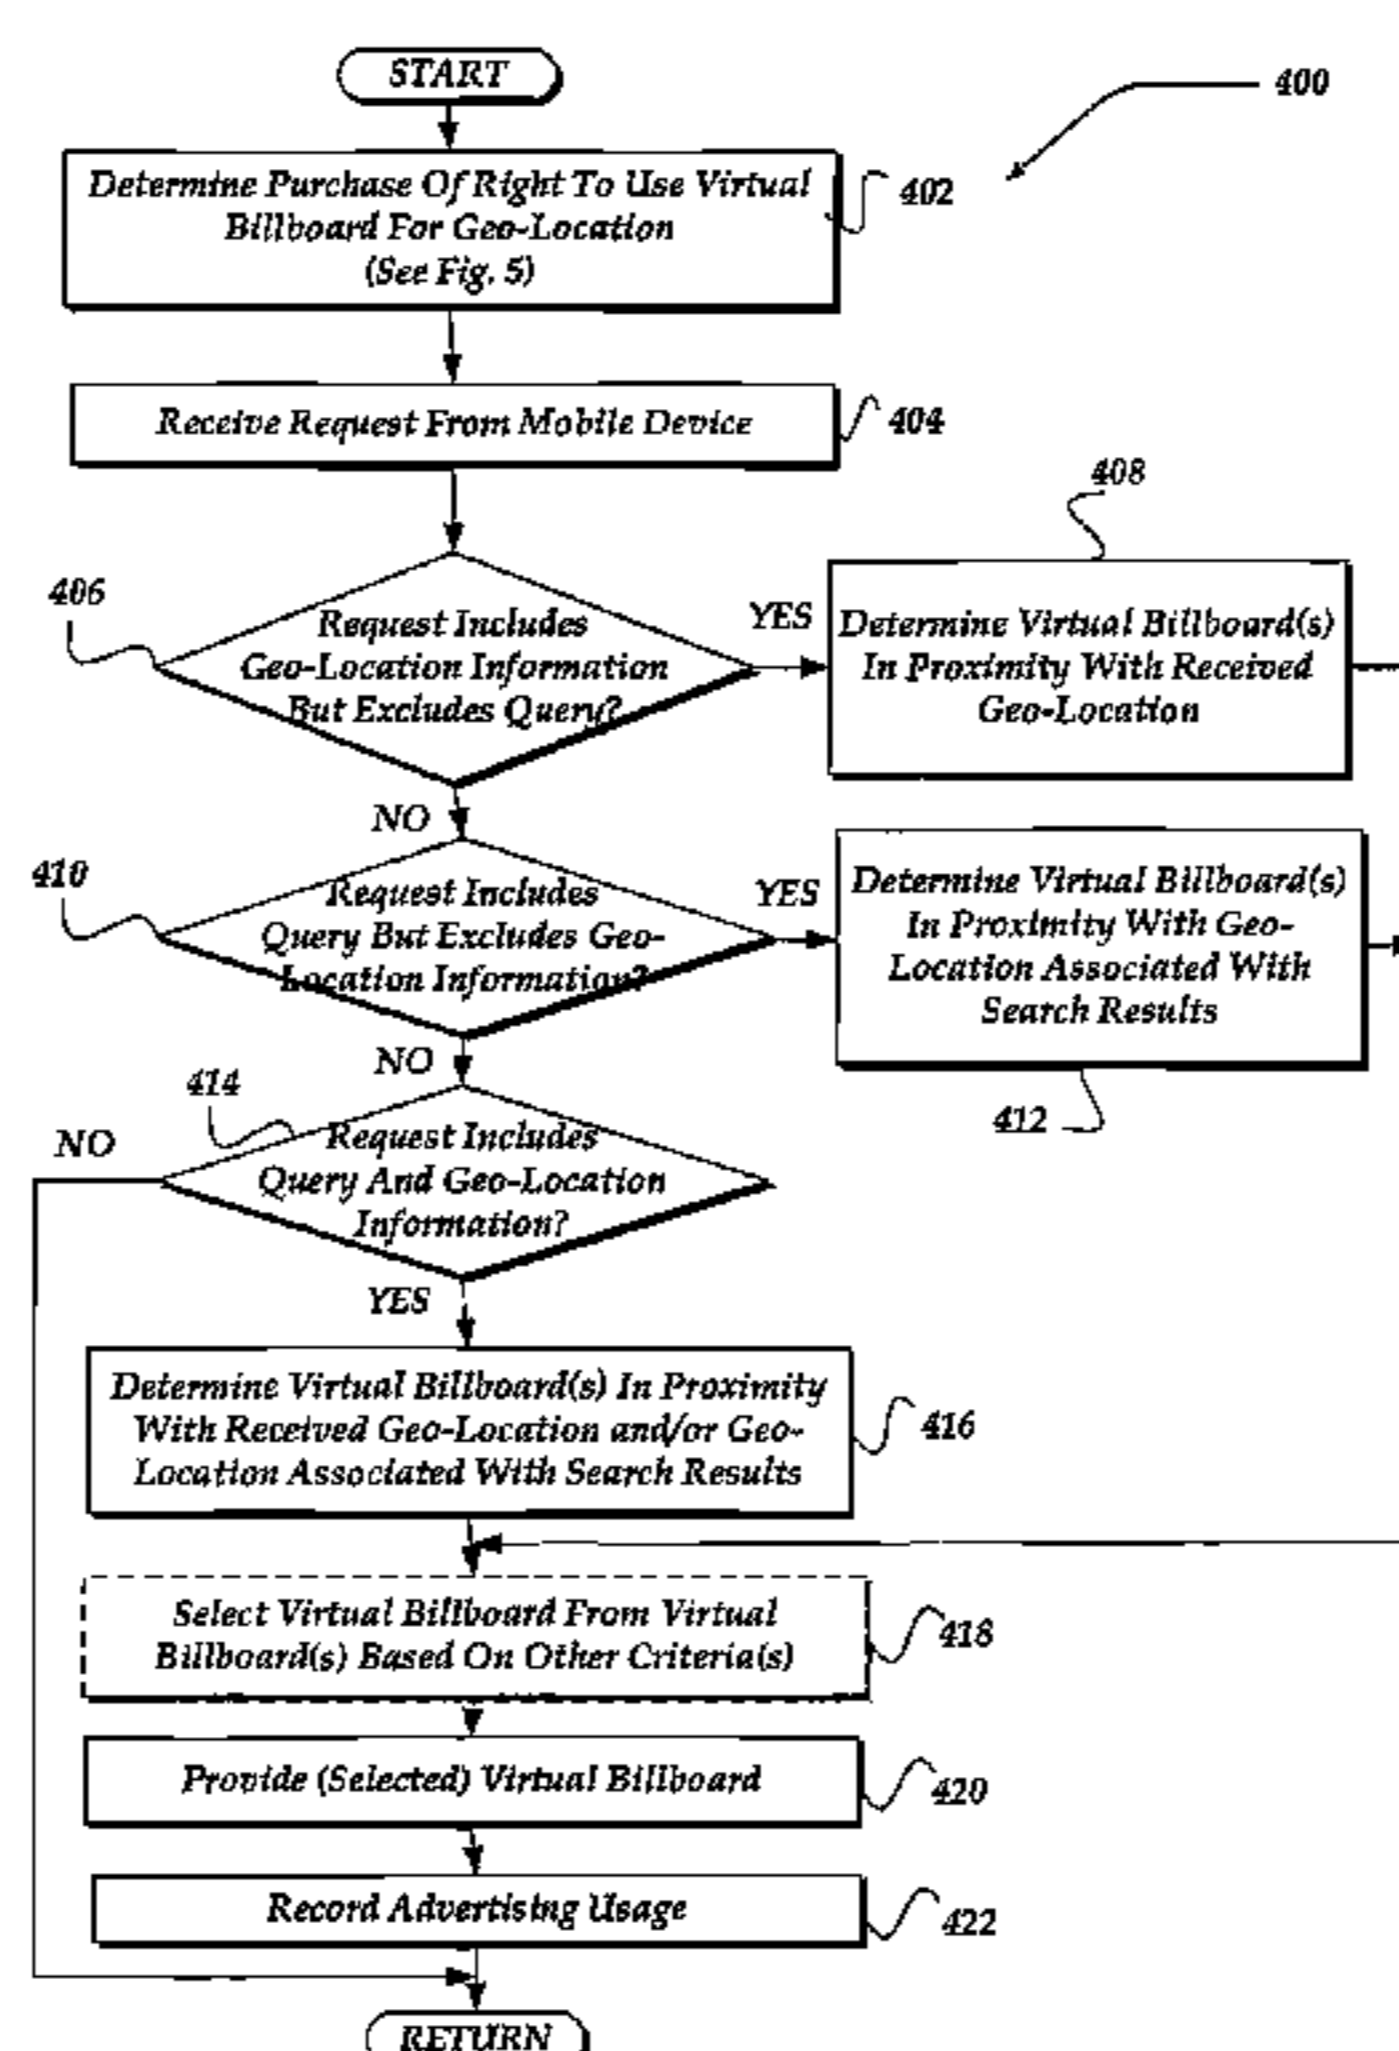 START
400
Determine Purchase Of Right To Use Virtual
Billboard For Geo-Location
(See Fig. 5)
402
Receive Request From Mobile Device
404
408
406
Request Includes
Geo-Location Information
But Excludes Query?
YES
Determine Virtual Billboard(s)
In Proximity With Received
Geo-Location
NO
410
Request Includes
Query But Excludes Geo-
Location Information?
YES
Determine Virtual Billboard(s)
In Proximity With Geo-
Location Associated With
Search Results
NO
412
414
NO
Request Includes
Query And Geo-Location
Information?
YES
Determine Virtual Billboard(s) In Proximity
With Received Geo-Location and/or Geo-
Location Associated With Search Results
416
Select Virtual Billboard From Virtual
Billboard(s) Based On Other Criteria(s)
418
Provide (Selected) Virtual Billboard
420
Record Advertising Usage
422
RETURN